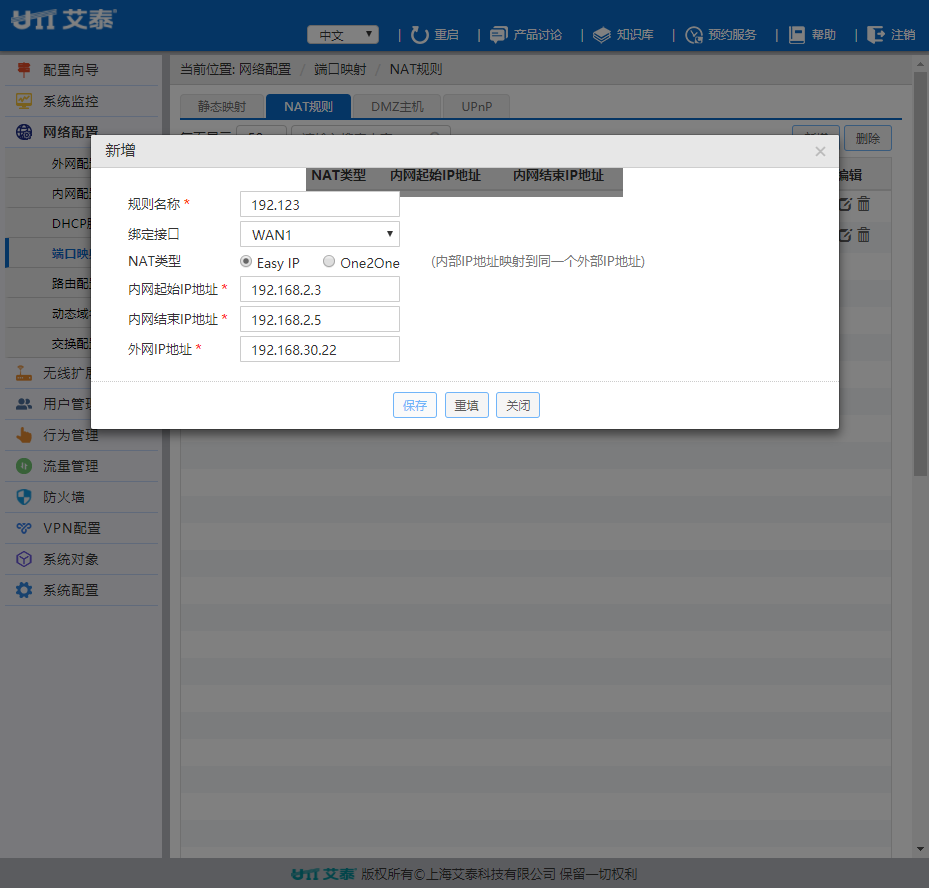 UTT 艾泰
中文 | 重启 | 产品讨论 | 知识库 | 预约服务 | 帮助 | 注销
配置向导
系统监控
网络配置
外网配
内网配
DHCP
端口映
路由配
动态域
交换配
无线扩
用户管
行为管理
流量管理
防火墙
VPN配置
系统对象
系统配置
当前位置: 网络配置 / 端口映射 / NAT规则
静态映射 NAT规则 DMZ主机 UPnP
删除
编辑
新增 ×
NAT类型 内网起始IP地址 内网结束IP地址
规则名称 * 192.123
绑定接口 WAN1
NAT类型 Easy IP One2One (内部IP地址映射到同一个外部IP地址)
内网起始IP地址 * 192.168.2.3
内网结束IP地址 * 192.168.2.5
外网IP地址 * 192.168.30.22
保存 重填 关闭
UTT 艾泰 版权所有©上海艾泰科技有限公司 保留一切权利